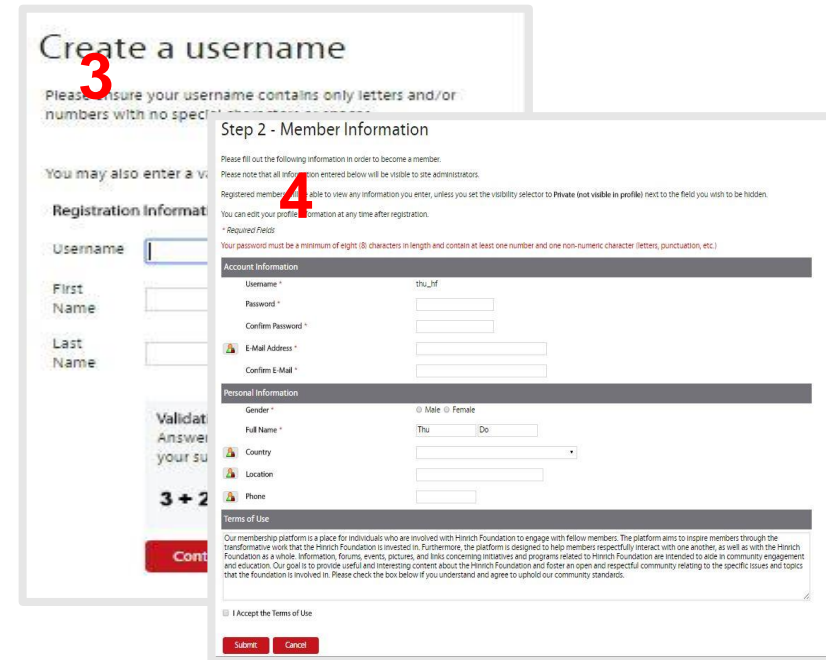 Create a username
3
Please ensure your username contains only letters and/or
numbers with no special characters or spaces
You may also enter a
Registration Informati
Username
First
Name
Last
Name
Validat
Answer
your su
3 + 2
Cont
Step 2 - Member Information
4
Please fill out the following information in order to become a member.
Please note that all information entered below will be visible to site administrators.
Registered members will be able to view any information you enter, unless you set the visibility selector to Private (not visible in profile) next to the field you wish to be hidden.
You can edit your profile information at any time after registration.
* Required Fields
Your password must be a minimum of eight (8) characters in length and contain at least one number and one non-numeric character (letters, punctuation, etc.)
Account Information
Username * thu_hf
Password *
Confirm Password *
E-Mail Address *
Confirm E-Mail *
Personal Information
Gender * Male Female
Full Name * Thu Do
Country
Location
Phone
Terms of Use
Our membership platform is a place for individuals who are involved with Hinrich Foundation to engage with fellow members. The platform aims to inspire members through the
transformative work that the Hinrich Foundation is invested in. Furthermore, the platform is designed to help members respectfully interact with one another, as well as with the Hinrich
Foundation as a whole. Information, forums, events, pictures, and links concerning initiatives and programs related to Hinrich Foundation are intended to aide in community engagement
and education. Our goal is to provide useful and interesting content about the Hinrich Foundation and foster an open and respectful community relating to the specific issues and topics
that the foundation is involved in. Please check the box below if you understand and agree to uphold our community standards.
I Accept the Terms of Use
Submit Cancel